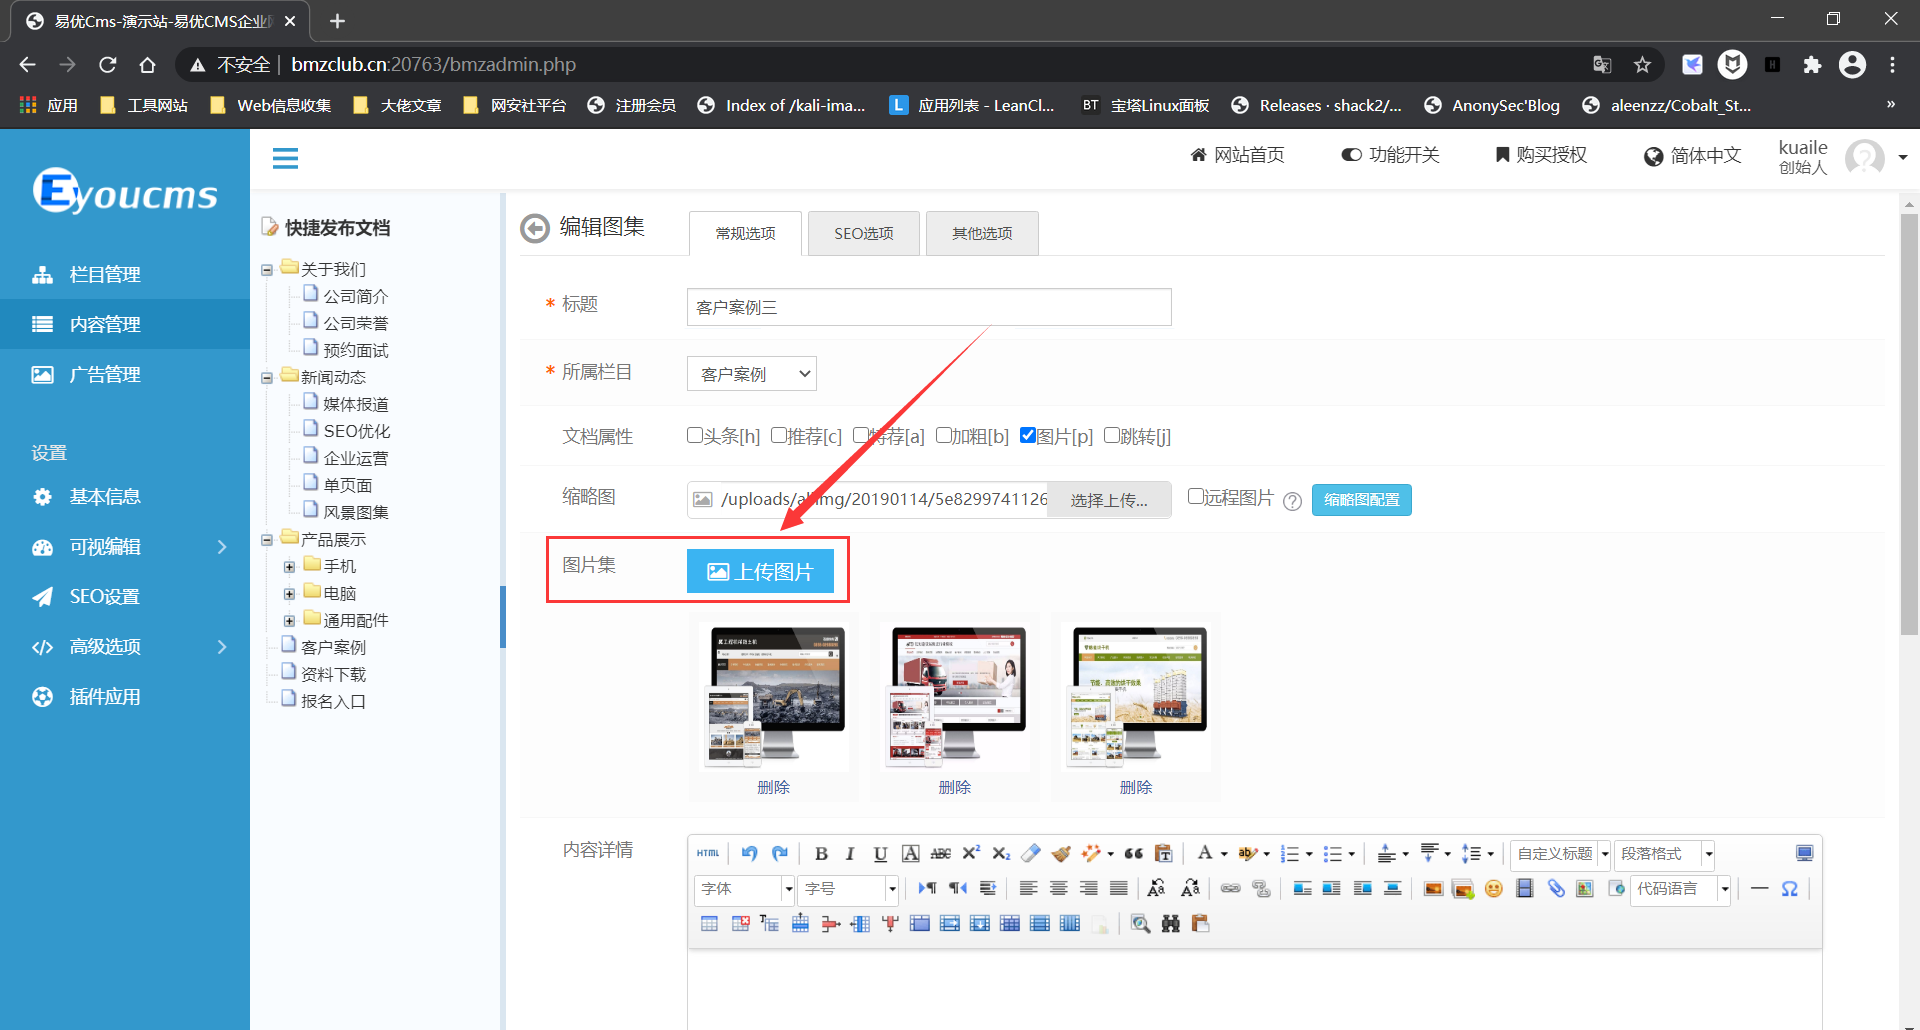 易优Cms-演示站-易优CMS企业
不安全 | bmzclub.cn:20763/bmzadmin.php
应用 工具网站 Web信息收集 大佬文章 网安社平台 注册会员 Index of /kali-ima... 应用列表 - LeanCl... 宝塔Linux面板 Releases · shack2/... AnonySec'Blog aleenzz/Cobalt_St... »
Eyoucms
网站首页 功能开关 购买授权 简体中文 kuaile
创始人
栏目管理
内容管理
广告管理
设置
基本信息
可视编辑
SEO设置
高级选项
插件应用
快捷发布文档
关于我们
公司简介
公司荣誉
预约面试
新闻动态
媒体报道
SEO优化
企业运营
单页面
风景图集
产品展示
手机
电脑
通用配件
客户案例
资料下载
报名入口
编辑图集 常规选项 SEO选项 其他选项
* 标题 客户案例三
* 所属栏目 客户案例
文档属性 头条[h] 推荐[c] 特荐[a] 加粗[b] 图片[p] 跳转[j]
缩略图 /uploads/allimg/20190114/5e8299741126 选择上传... 远程图片 ? 缩略图配置
图片集 上传图片
删除 删除 删除
内容详情
HTML 自定义标题 段落格式
字体 字号 代码语言